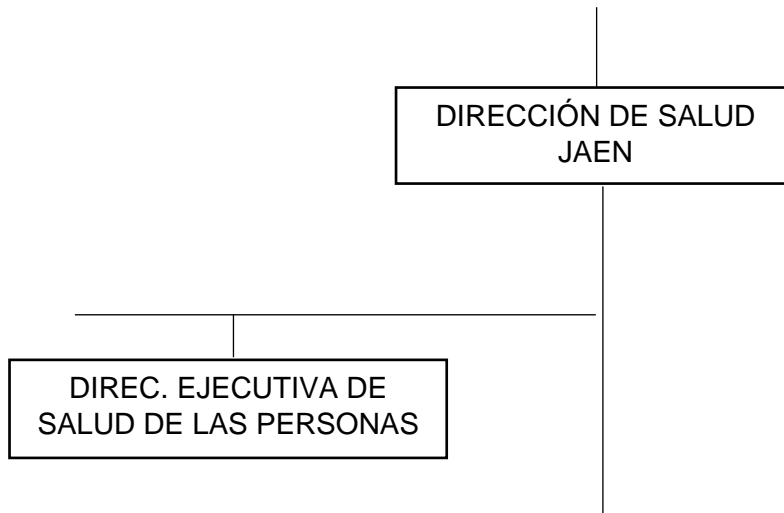 DIRECCIÓN DE SALUD
JAEN
DIREC. EJECUTIVA DE
SALUD DE LAS PERSONAS